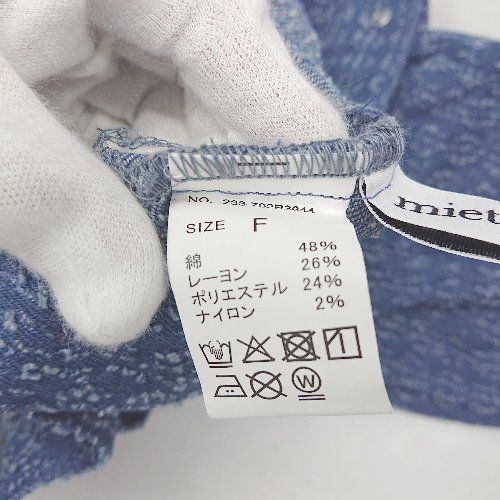 miet
SIZE F
綿 48%
レーヨン 26%
ポリエステル 24%
ナイロン 2%
W